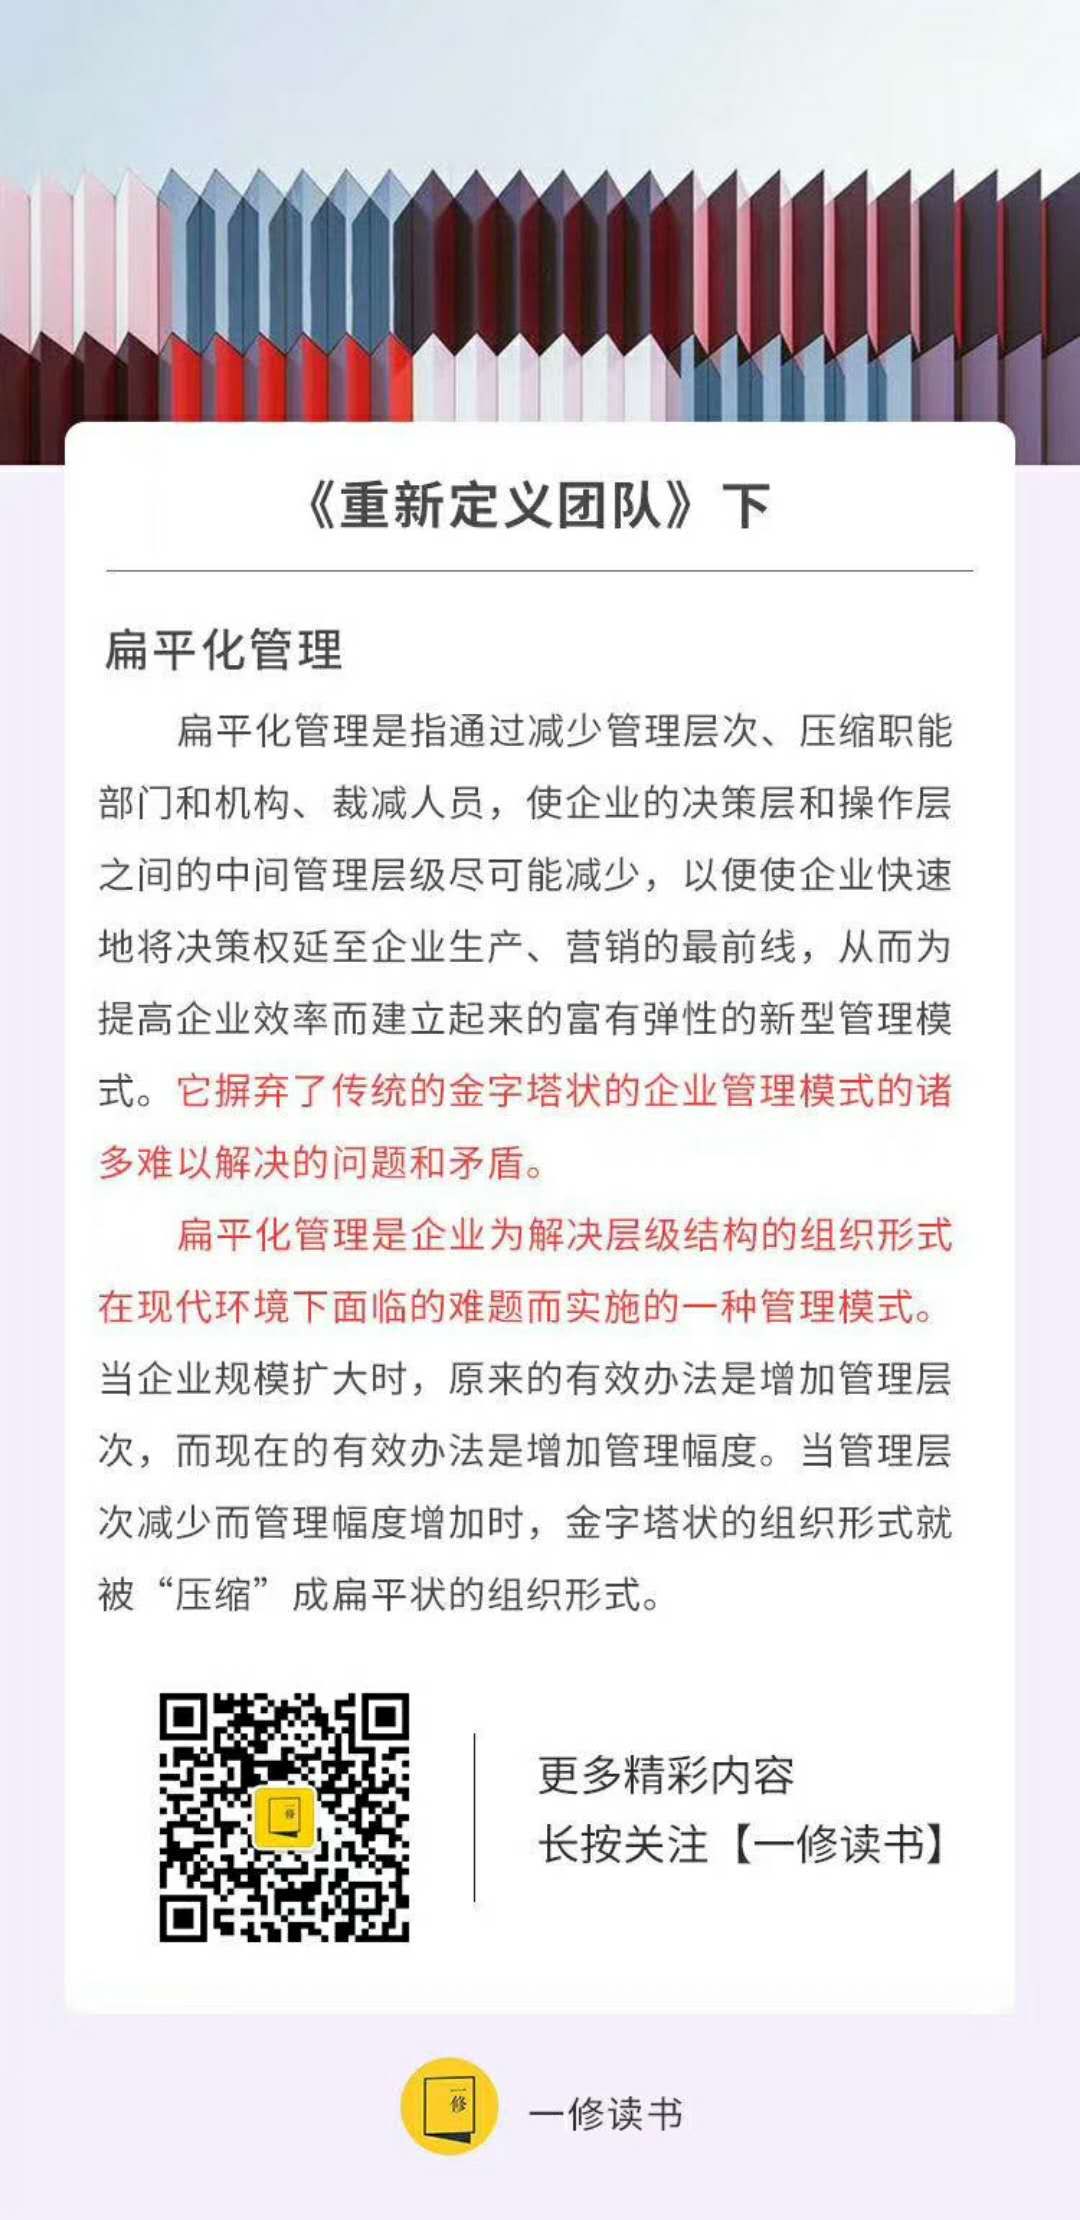 《重新定义团队》下
扁平化管理
扁平化管理是指通过减少管理层次、压缩职能
部门和机构、裁减人员，使企业的决策层和操作层
之间的中间管理层级尽可能减少，以便使企业快速
地将决策权延至企业生产、营销的最前线，从而为
提高企业效率而建立起来的富有弹性的新型管理模
式。它摒弃了传统的金字塔状的企业管理模式的诸
多难以解决的问题和矛盾。
扁平化管理是企业为解决层级结构的组织形式
在现代环境下面临的难题而实施的一种管理模式。
当企业规模扩大时，原来的有效办法是增加管理层
次，而现在的有效办法是增加管理幅度。当管理层
次减少而管理幅度增加时，金字塔状的组织形式就
被“压缩”成扁平状的组织形式。
一修
更多精彩内容
长按关注【一修读书】
一修
一修读书